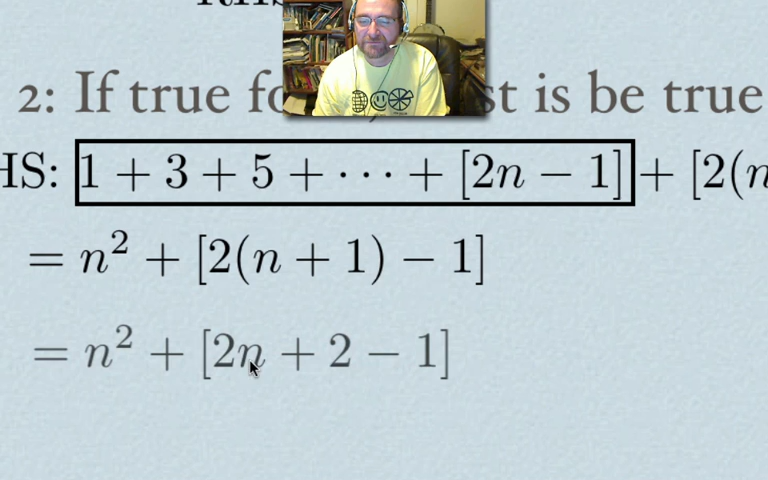 2: If true st is be true
HS: 1 + 3 + 5 + ··· + [2n − 1] + [2(n
= n² + [2(n + 1) − 1]
= n² + [2n + 2 − 1]